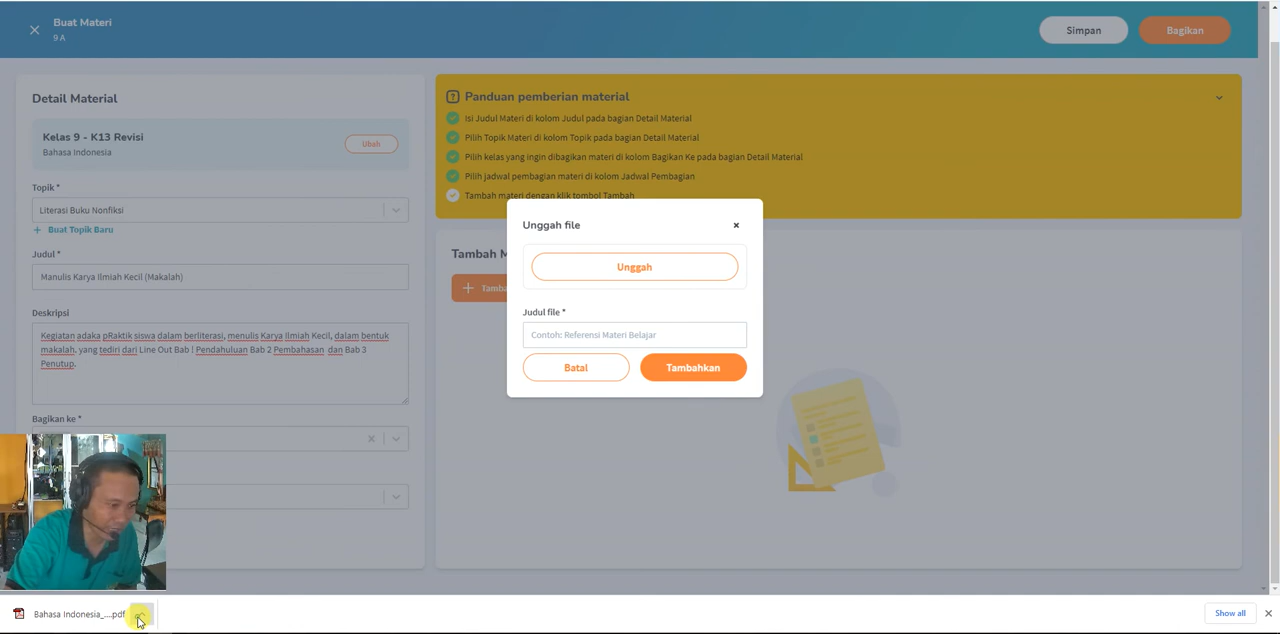 Buat Materi
9 A
Simpan
Bagikan
Detail Material
Kelas 9 - K13 Revisi
Bahasa Indonesia
Ubah
Topik *
Literasi Buku Nonfiksi
+ Buat Topik Baru
Judul *
Manulis Karya Ilmiah Kecil (Makalah)
Deskripsi
Kegiatan adaka pRaktik siswa dalam berliterasi, menulis Karya Ilmiah Kecil, dalam bentuk
makalah. yang tediri dari Line Out Bab ! Pendahuluan Bab 2 Pembahasan dan Bab 3
Penutup.
Bagikan ke *
Panduan pemberian material
Isi Judul Materi di kolom Judul pada bagian Detail Material
Pilih Topik Materi di kolom Topik pada bagian Detail Material
Pilih kelas yang ingin dibagikan materi di kolom Bagikan Ke pada bagian Detail Material
Pilih jadwal pembagian materi di kolom Jadwal Pembagian
Tambah materi dengan klik tombol Tambah
Tambah M
+ Tamba
Unggah file
×
Unggah
Judul file *
Contoh: Referensi Materi Belajar
Batal
Tambahkan
Bahasa Indonesia_....pdf
Show all